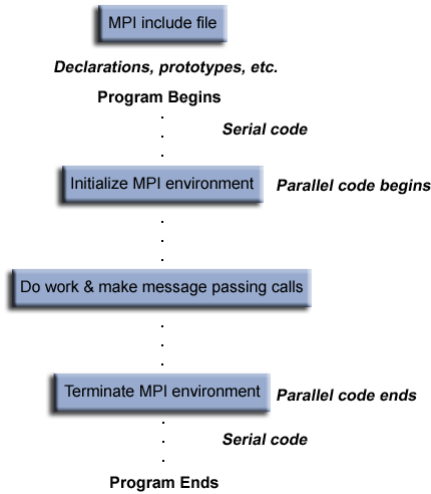 MPI include file
Declarations, prototypes, etc.
Program Begins
Serial code
Initialize MPI environment
Parallel code begins
Do work & make message passing calls
Terminate MPI environment
Parallel code ends
Serial code
Program Ends